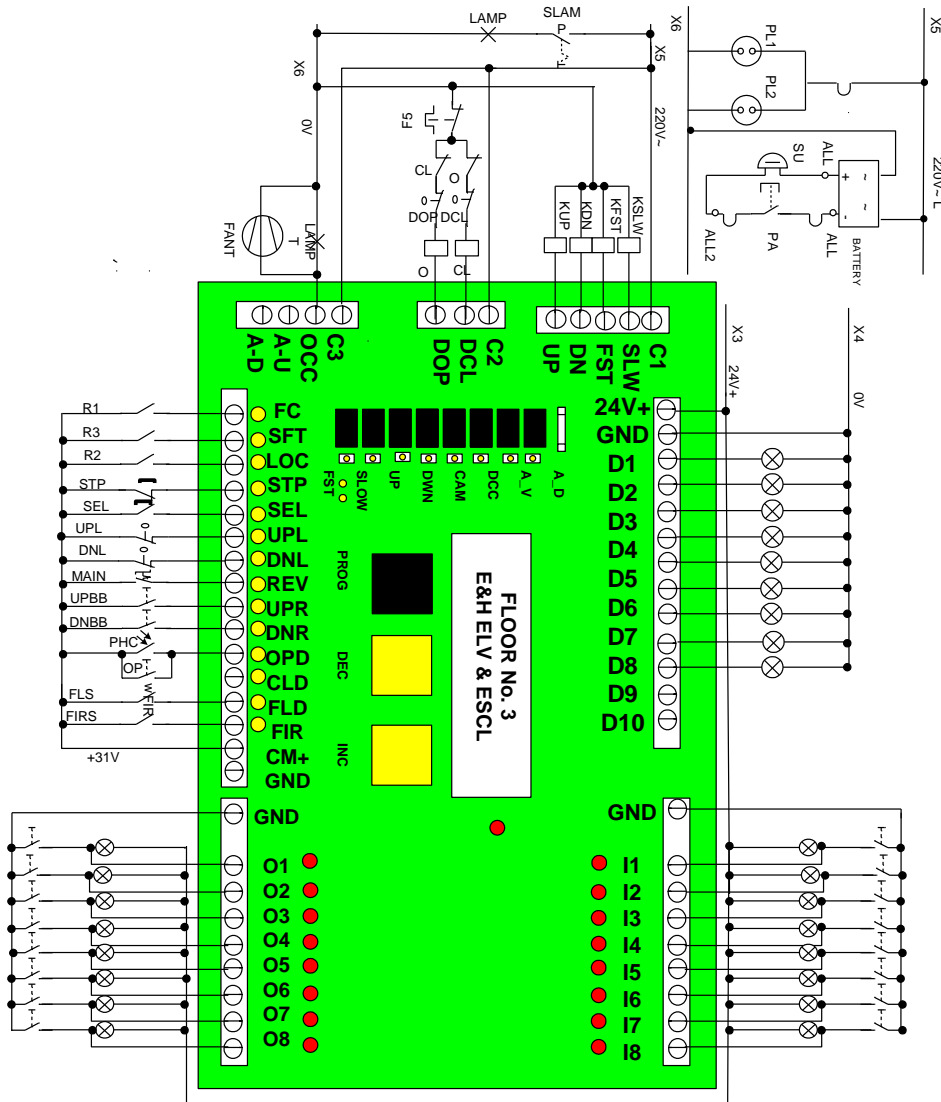 LAMP
SLAM
P
T
X6
X5
0V
220V~
F5
CL
O
DOP
DCL
O
CL
KUP
KDN
KFST
KSLW
FANT
T
LAMP
X6
X5
PL1
PL2
SU
ALL
220V~ L
+
~
-
~
BATTERY
ALL2
PA
ALL
A-D
A-U
OCC
C3
DOP
DCL
C2
UP
DN
FST
SLW
C1
X3
24V+
X4
0V
R1
R3
R2
STP
SEL
UPL
DNL
MAIN
UPBB
DNBB
PHC
OP
wFIR
FLS
FIRS
+31V
FC
SFT
LOC
STP
SEL
UPL
DNL
REV
UPR
DNR
OPD
CLD
FLD
FIR
CM+
GND
FST
SLOW
UP
DWN
CAM
DCC
A_V
A_D
PROG
DEC
INC
FLOOR No. 3
E&H ELV & ESCL
24V+
GND
D1
D2
D3
D4
D5
D6
D7
D8
D9
D10
GND
O1
O2
O3
O4
O5
O6
O7
O8
GND
I1
I2
I3
I4
I5
I6
I7
I8